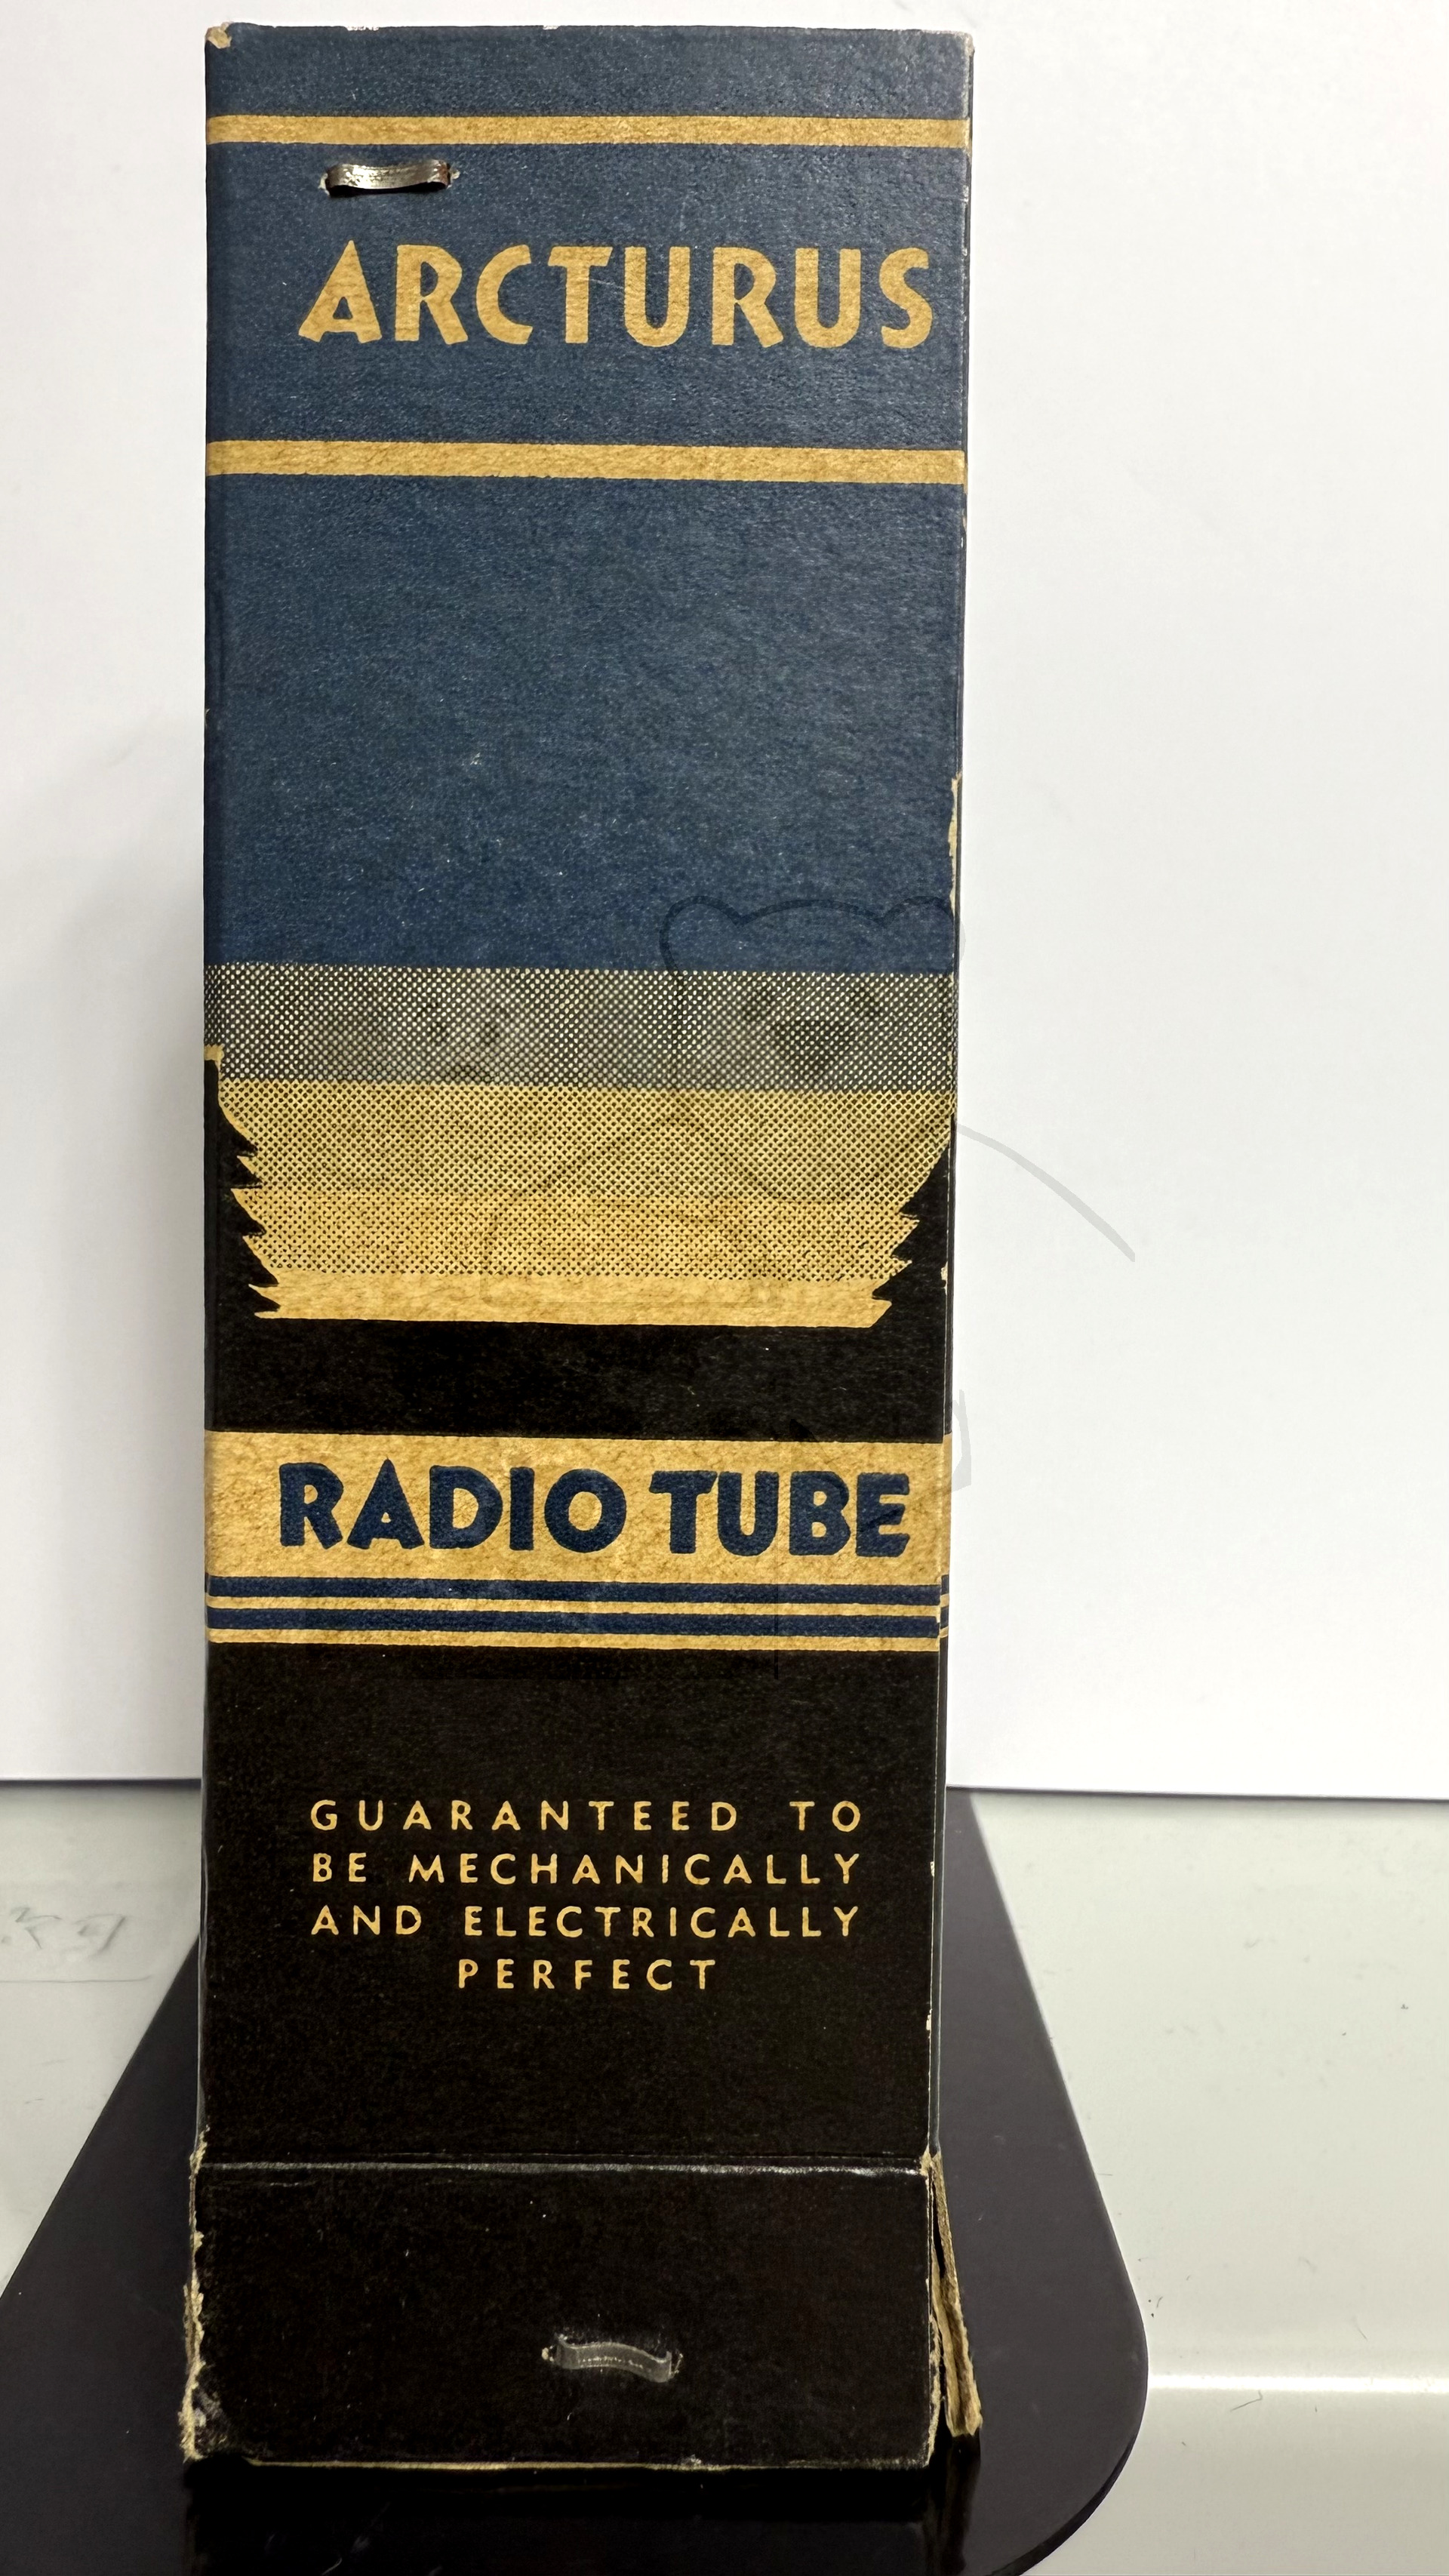 ARCTURUS
RADIO TUBE
GUARANTEED TO
BE MECHANICALLY
AND ELECTRICALLY
PERFECT